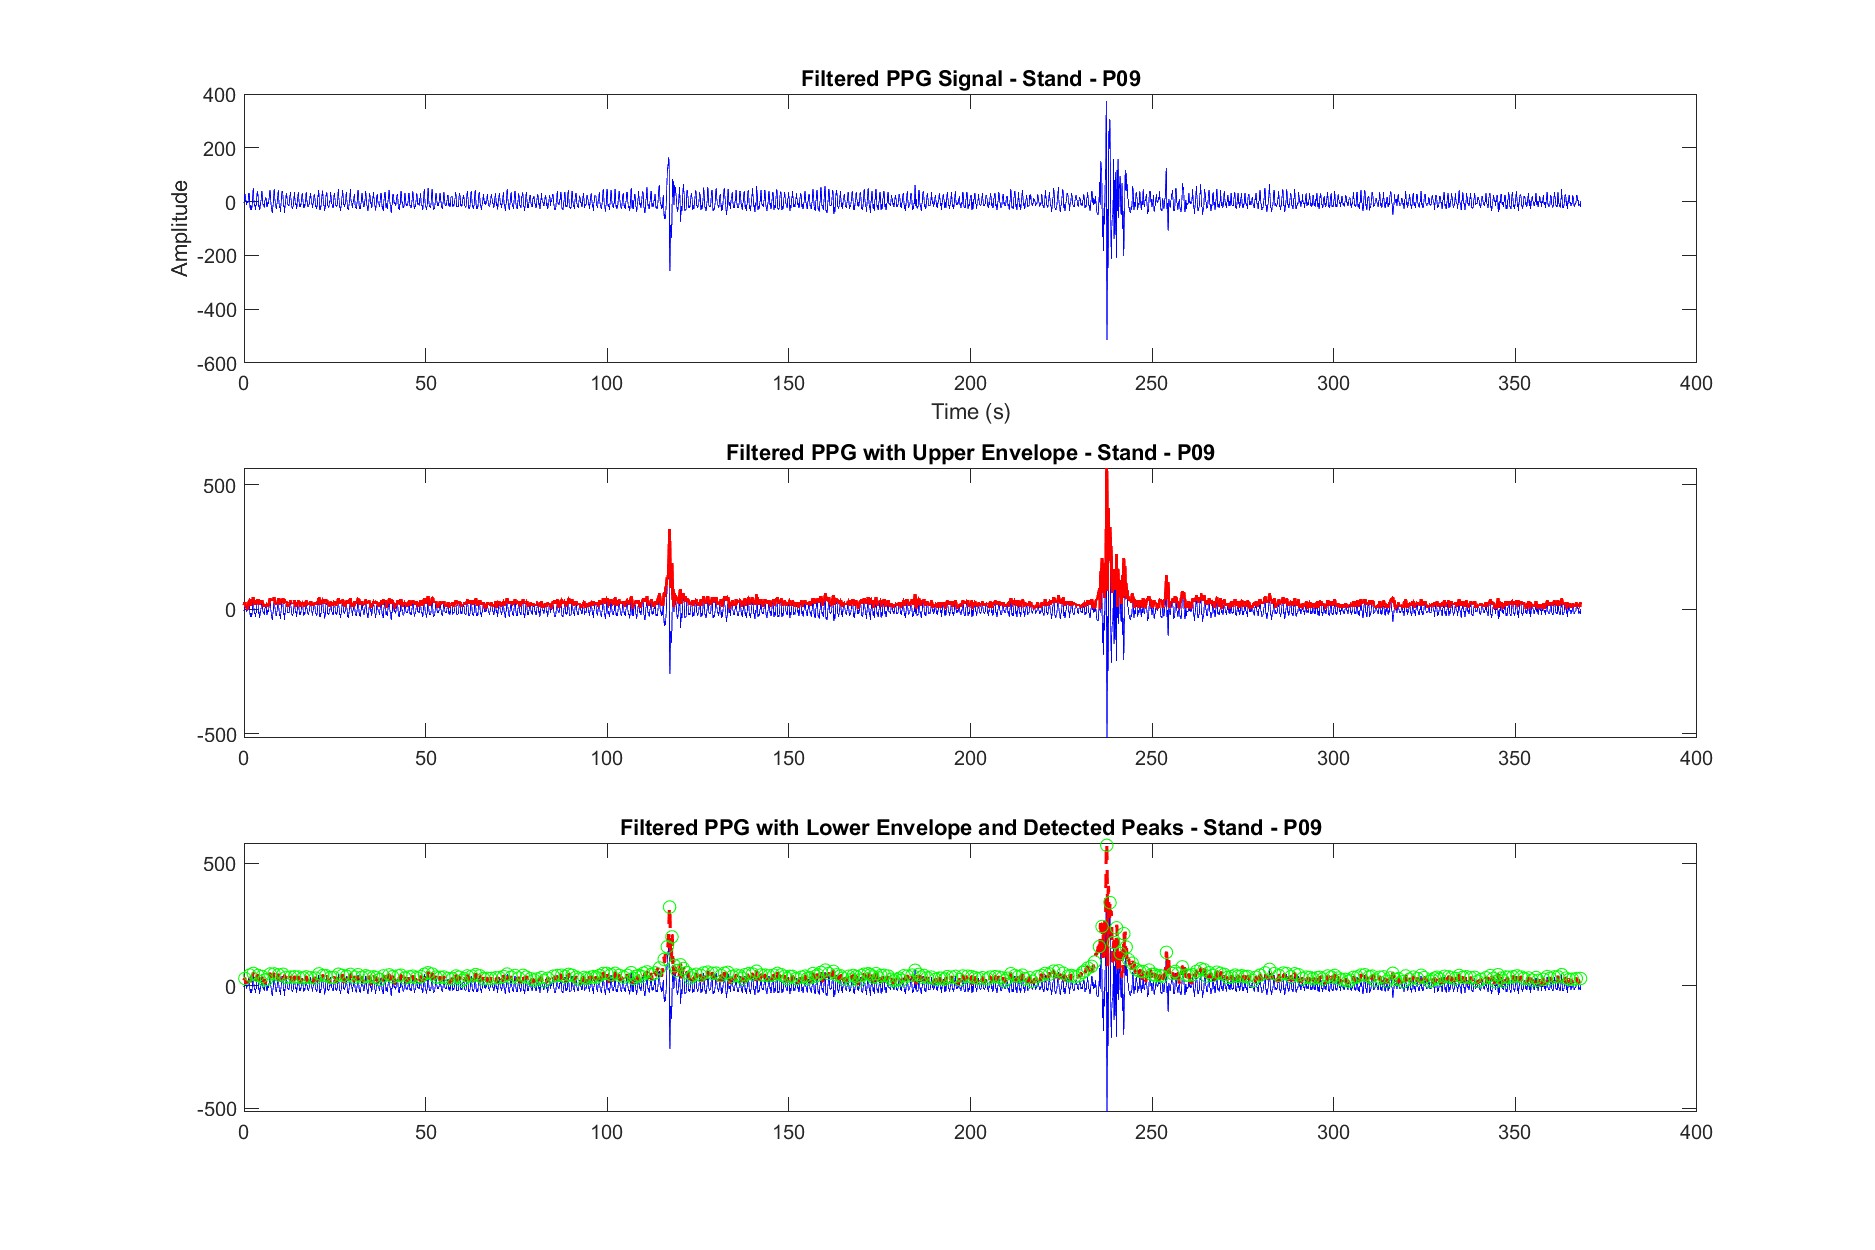 Filtered PPG Signal - Stand - P09
400
200
0
-200
-400
-600
Amplitude
0 50 100 150 200 250 300 350 400
Time (s)
Filtered PPG with Upper Envelope - Stand - P09
500
0
-500
0 50 100 150 200 250 300 350 400
Filtered PPG with Lower Envelope and Detected Peaks - Stand - P09
500
0
-500
0 50 100 150 200 250 300 350 400